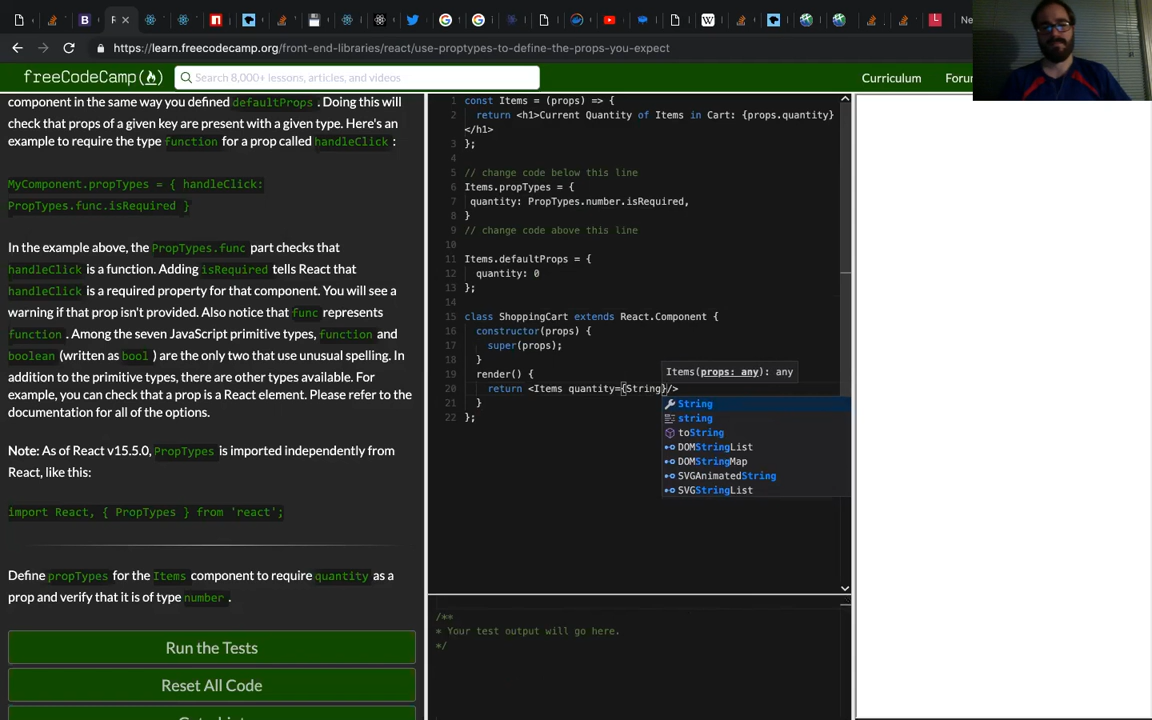 https://learn.freecodecamp.org/front-end-libraries/react/use-proptypes-to-define-the-props-you-expect
freeCodeCamp
Search 8,000+ lessons, articles, and videos
Curriculum
component in the same way you defined defaultProps . Doing this will
check that props of a given key are present with a given type. Here's an
example to require the type function for a prop called handleClick :
MyComponent.propTypes = { handleClick:
PropTypes.func.isRequired }
In the example above, the PropTypes.func part checks that
handleClick is a function. Adding isRequired tells React that
handleClick is a required property for that component. You will see a
warning if that prop isn't provided. Also notice that func represents
function . Among the seven JavaScript primitive types, function and
boolean (written as bool ) are the only two that use unusual spelling. In
addition to the primitive types, there are other types available. For
example, you can check that a prop is a React element. Please refer to the
documentation for all of the options.
Note: As of React v15.5.0, PropTypes is imported independently from
React, like this:
import React, { PropTypes } from 'react';
Define propTypes for the Items component to require quantity as a
prop and verify that it is of type number .
Run the Tests
Reset All Code
1 const Items = (props) => {
2 return <h1>Current Quantity of Items in Cart: {props.quantity}
</h1>
3 };
4
5 // change code below this line
6 Items.propTypes = {
7 quantity: PropTypes.number.isRequired,
8 }
9 // change code above this line
10
11 Items.defaultProps = {
12 quantity: 0
13 };
14
15 class ShoppingCart extends React.Component {
16 constructor(props) {
17 super(props);
18 }
19 render() {
20 return <Items quantity={String}/>
21 }
22 };
Items(props: any): any
String
string
toString
DOMStringList
DOMStringMap
SVGAnimatedString
SVGStringList
/**
* Your test output will go here.
*/